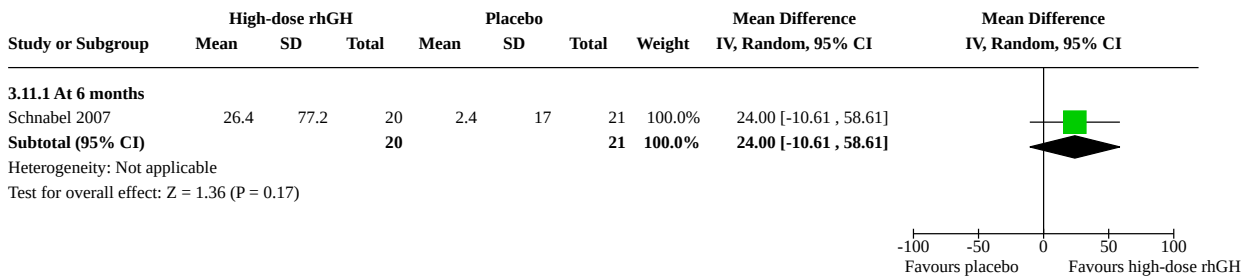 High-dose rhGH Placebo Mean Difference Mean Difference
Study or Subgroup Mean SD Total Mean SD Total Weight IV, Random, 95% CI IV, Random, 95% CI
3.11.1 At 6 months
Schnabel 2007 26.4 77.2 20 2.4 17 21 100.0% 24.00 [-10.61 , 58.61]
Subtotal (95% CI) 20 21 100.0% 24.00 [-10.61 , 58.61]
Heterogeneity: Not applicable
Test for overall effect: Z = 1.36 (P = 0.17)
-100 -50 0 50 100
Favours placebo Favours high-dose rhGH